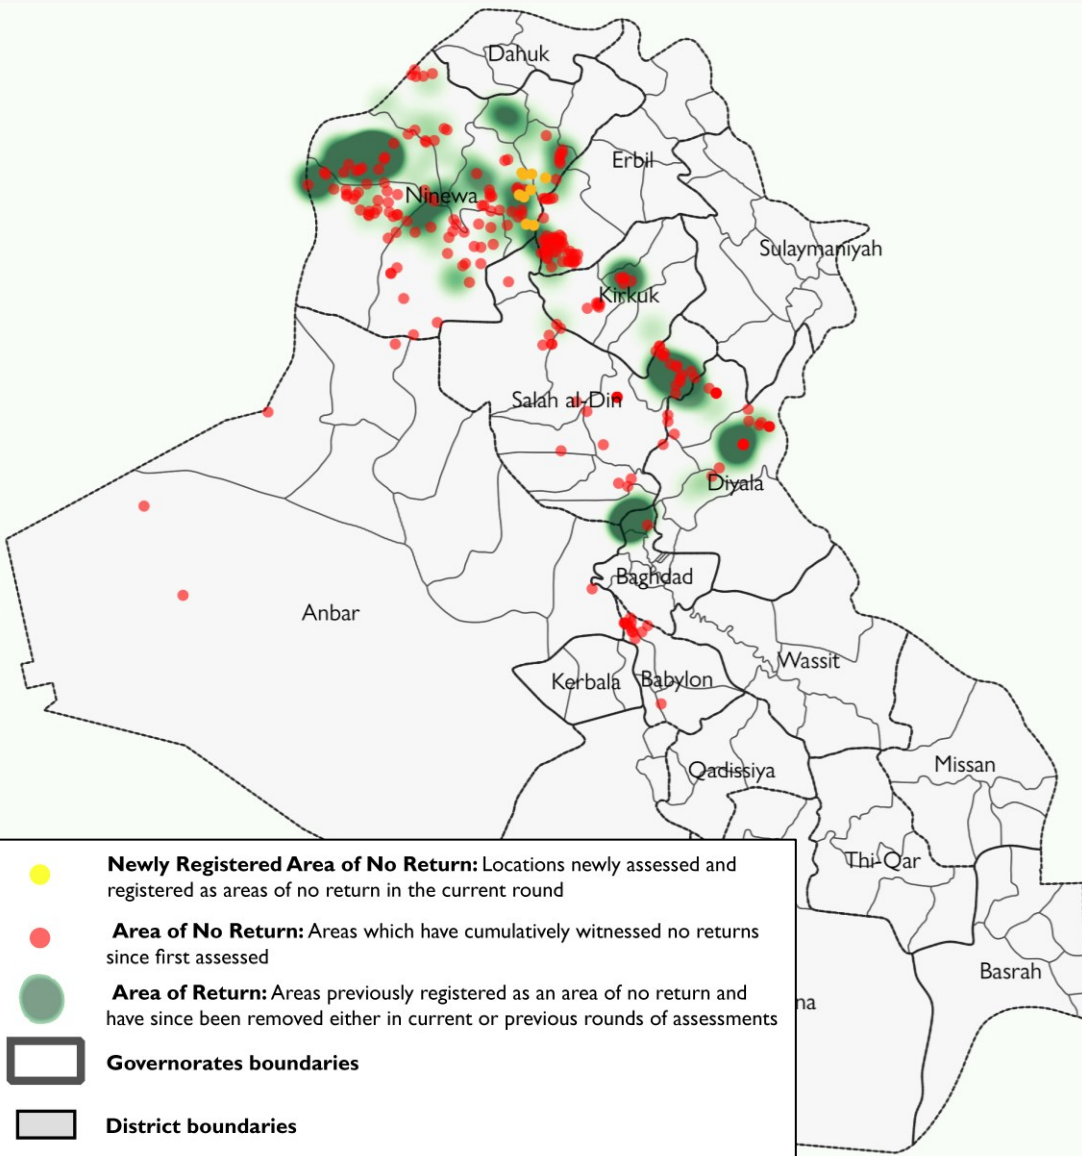 Dahuk
Erbil
Ninewa
Sulaymaniyah
Kirkuk
Salah al-Din
Diyala
Baghdad
Anbar
Wassit
Kerbala
Babylon
Missan
Qadissiya
Thi-Qar
Basrah
na
Newly Registered Area of No Return: Locations newly assessed and
registered as areas of no return in the current round
Area of No Return: Areas which have cumulatively witnessed no returns
since first assessed
Area of Return: Areas previously registered as an area of no return and
have since been removed either in current or previous rounds of assessments
Governorates boundaries
District boundaries